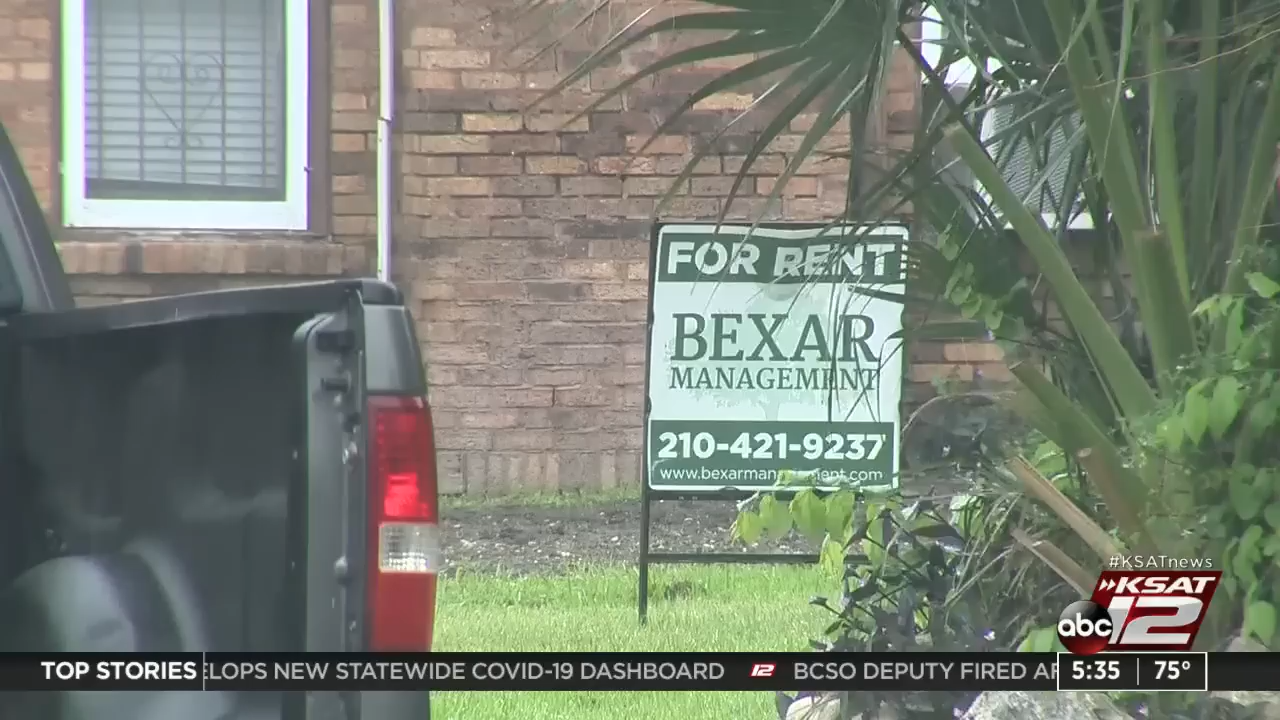 FOR RENT
BEXAR
MANAGEMENT
210-421-9237
www.bexarmanagement.com
#KSATnews
KSAT
abc 12
TOP STORIES ELOPS NEW STATEWIDE COVID-19 DASHBOARD 12 BCSO DEPUTY FIRED 5:35 75°